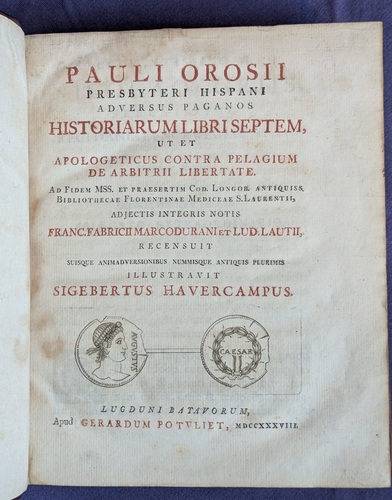 PAULI OROSII
PRESBYTERI HISPANI
ADVERSUS PAGANOS
HISTORIARUM LIBRI SEPTEM,
UT ET
APOLOGETICUS CONTRA PELAGIUM
DE ARBITRII LIBERTATE.
AD FIDEM MSS. ET PRAESERTIM COD. LONGOB. ANTIQUISS.
BIBLIOTHECAE FLORENTINAE MEDICEAE S. LAURENTII,
ADJECTIS INTEGRIS NOTIS
FRANC. FABRICII MARCODURANI ET LUD. LAUTII,
RECENSUIT
SUISQUE ANIMADVERSIONIBUS NUMMISQUE ANTIQUIS PLURIMIS
ILLUSTRAVIT
SIGEBERTUS HAVERCAMPUS.
AVGVSTVS
CAESAR
LUGDUNI BATAVORUM,
Apud GERARDUM POTVLIET, MDCCXXXVIII.